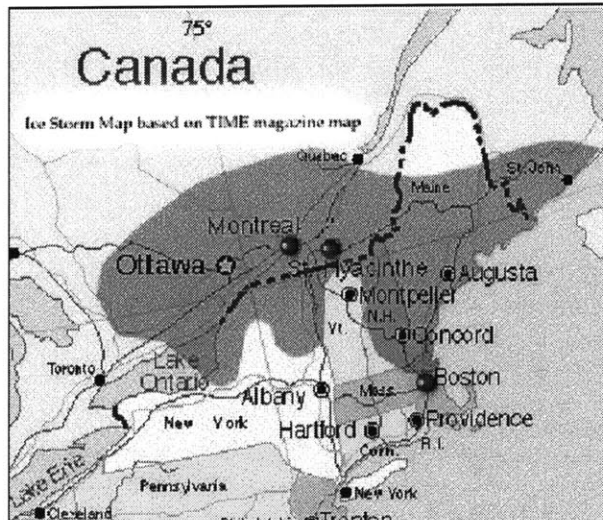 75°
Canada
Ice Storm Map based on TIME magazine map
Quebec
St. John
Maine
Montreal
Ottawa
St. Hyacinthe
Augusta
Montpelier
N.H.
Vt.
Concord
Toronto
Lake
Ontario
Boston
Mass.
Albany
New York
Providence
Hartford
R.I.
Conn.
Lake Erie
Pennsylvania
New York
Cleveland
Trenton